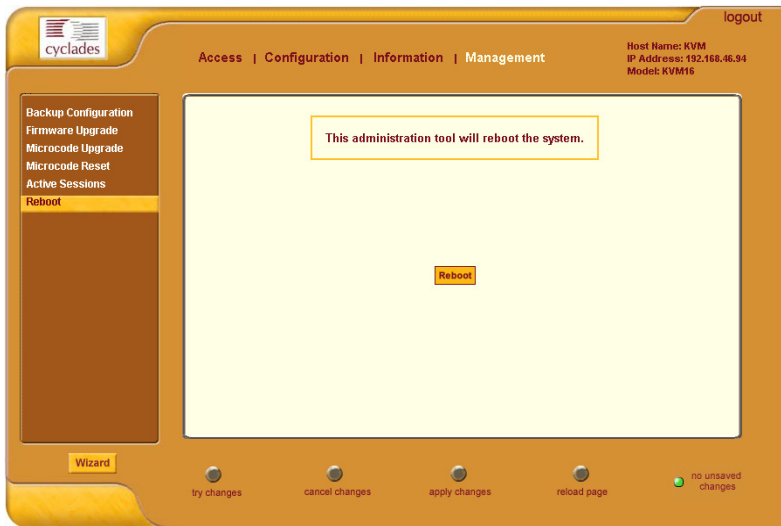 logout
cyclades
Access | Configuration | Information | Management
Host Name: KVM
IP Address: 192.168.46.94
Model: KVM16
Backup Configuration
Firmware Upgrade
Microcode Upgrade
Microcode Reset
Active Sessions
Reboot
This administration tool will reboot the system.
Reboot
Wizard
try changes
cancel changes
apply changes
reload page
no unsaved
changes